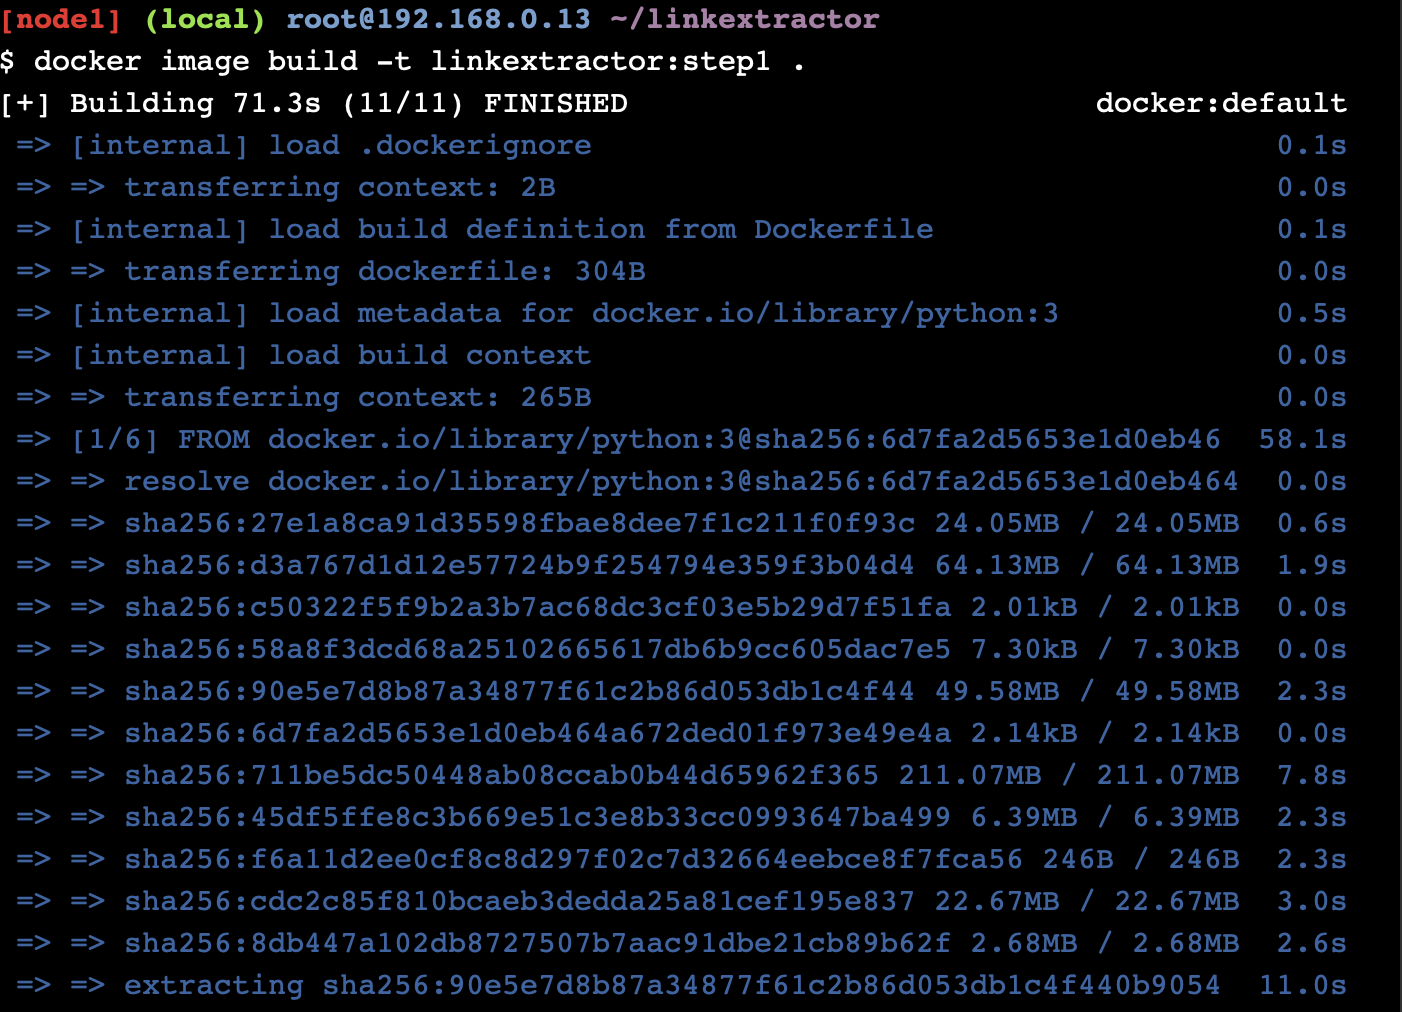 [node1] (local) root@192.168.0.13 ~/linkextractor
$ docker image build -t linkextractor:step1 .
[+] Building 71.3s (11/11) FINISHED docker:default
=> [internal] load .dockerignore 0.1s
=> => transferring context: 2B 0.0s
=> [internal] load build definition from Dockerfile 0.1s
=> => transferring dockerfile: 304B 0.0s
=> [internal] load metadata for docker.io/library/python:3 0.5s
=> [internal] load build context 0.0s
=> => transferring context: 265B 0.0s
=> [1/6] FROM docker.io/library/python:3@sha256:6d7fa2d5653e1d0eb46 58.1s
=> => resolve docker.io/library/python:3@sha256:6d7fa2d5653e1d0eb464 0.0s
=> => sha256:27e1a8ca91d35598fbae8dee7f1c211f0f93c 24.05MB / 24.05MB 0.6s
=> => sha256:d3a767d1d12e57724b9f254794e359f3b04d4 64.13MB / 64.13MB 1.9s
=> => sha256:c50322f5f9b2a3b7ac68dc3cf03e5b29d7f51fa 2.01kB / 2.01kB 0.0s
=> => sha256:58a8f3dcd68a25102665617db6b9cc605dac7e5 7.30kB / 7.30kB 0.0s
=> => sha256:90e5e7d8b87a34877f61c2b86d053db1c4f44 49.58MB / 49.58MB 2.3s
=> => sha256:6d7fa2d5653e1d0eb464a672ded01f973e49e4a 2.14kB / 2.14kB 0.0s
=> => sha256:711be5dc50448ab08ccab0b44d65962f365 211.07MB / 211.07MB 7.8s
=> => sha256:45df5ffe8c3b669e51c3e8b33cc0993647ba499 6.39MB / 6.39MB 2.3s
=> => sha256:f6a11d2ee0cf8c8d297f02c7d32664eebce8f7fca56 246B / 246B 2.3s
=> => sha256:cdc2c85f810bcaeb3dedda25a81cef195e837 22.67MB / 22.67MB 3.0s
=> => sha256:8db447a102db8727507b7aac91dbe21cb89b62f 2.68MB / 2.68MB 2.6s
=> => extracting sha256:90e5e7d8b87a34877f61c2b86d053db1c4f440b9054 11.0s